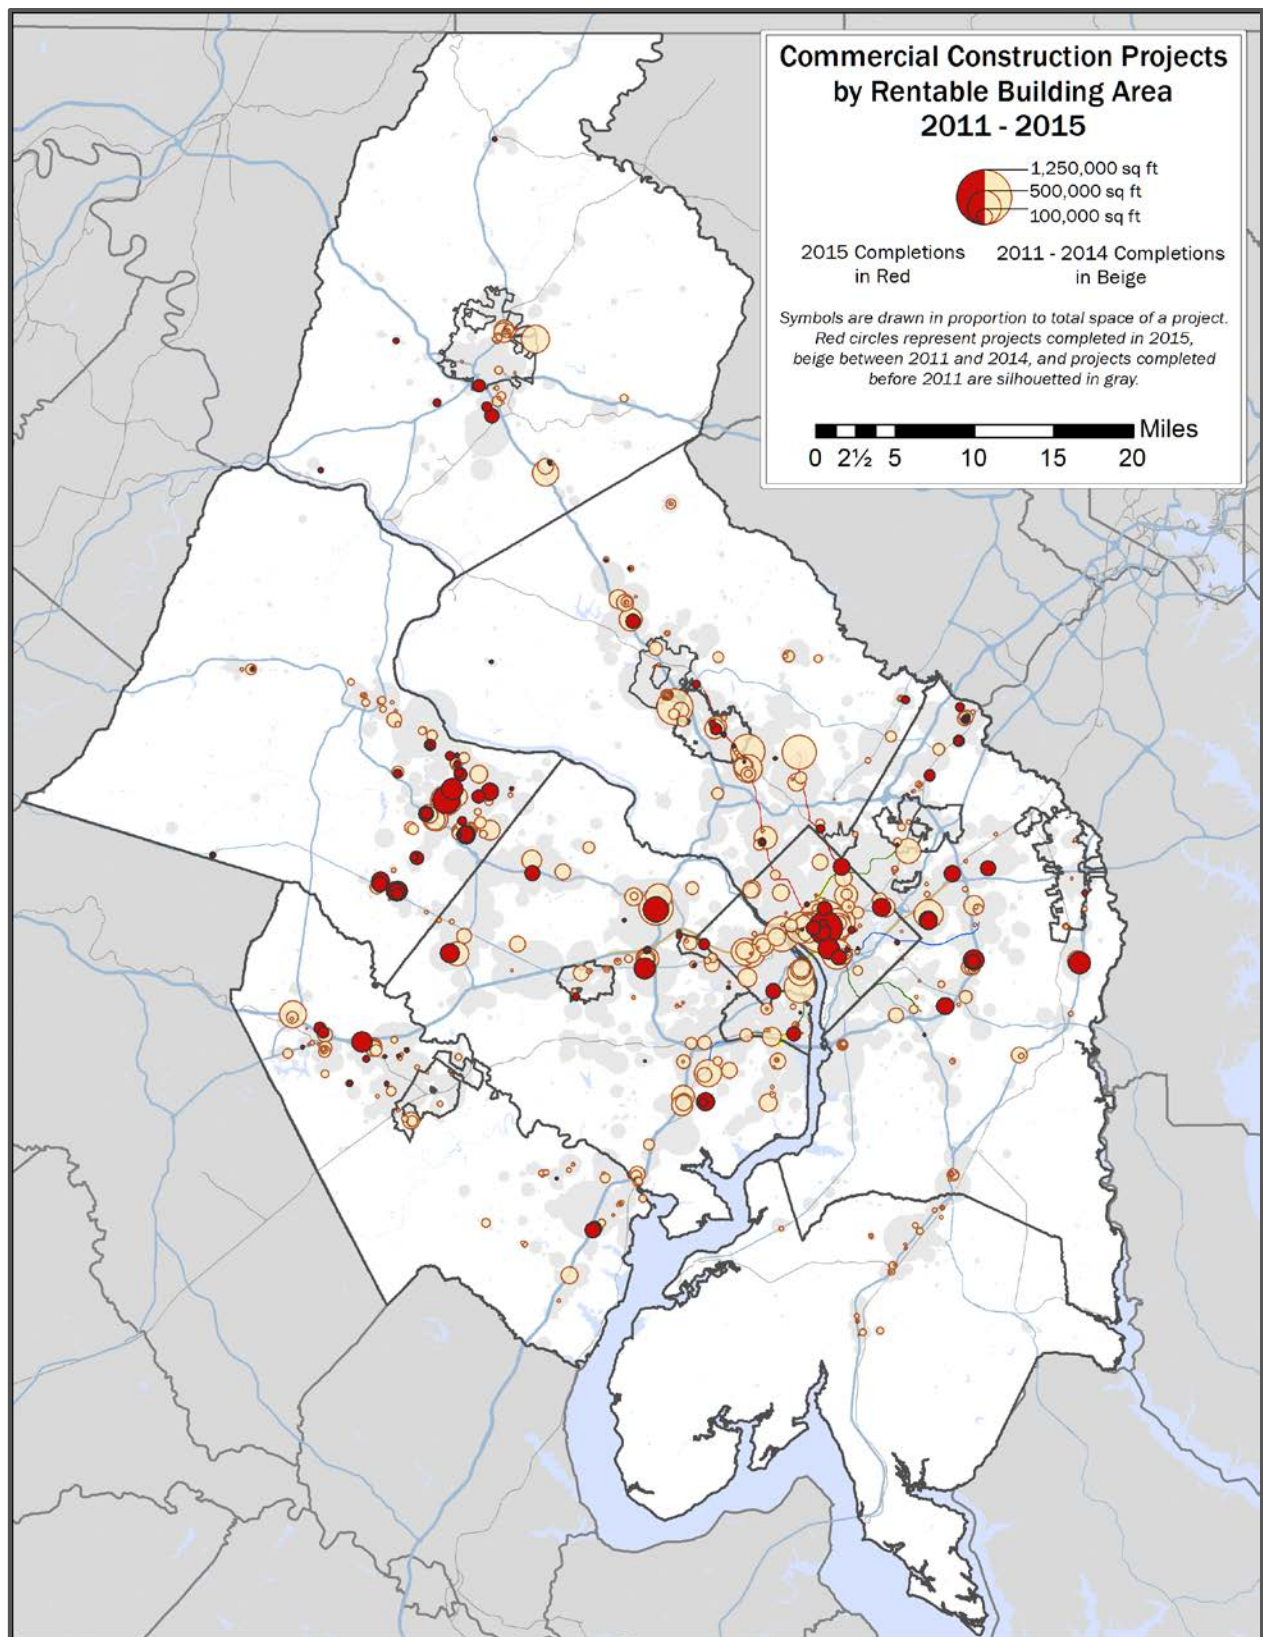 Commercial Construction Projects
by Rentable Building Area
2011 - 2015
1,250,000 sq ft
500,000 sq ft
100,000 sq ft
2015 Completions
in Red
2011 - 2014 Completions
in Beige
Symbols are drawn in proportion to total space of a project.
Red circles represent projects completed in 2015,
beige between 2011 and 2014, and projects completed
before 2011 are silhouetted in gray.
Miles
0 2½ 5 10 15 20